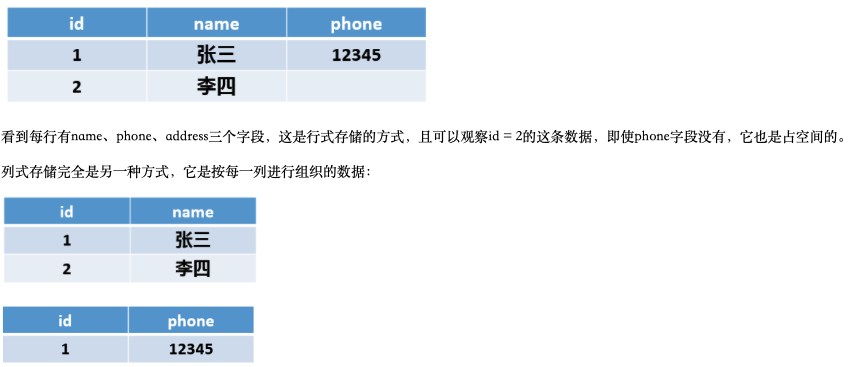 id name phone
1 张三 12345
2 李四
看到每行有name、phone、address三个字段，这是行式存储的方式，且可以观察id = 2的这条数据，即使phone字段没有，它也是占空间的。
列式存储完全是另一种方式，它是按每一列进行组织的数据：
id name
1 张三
2 李四
id phone
1 12345